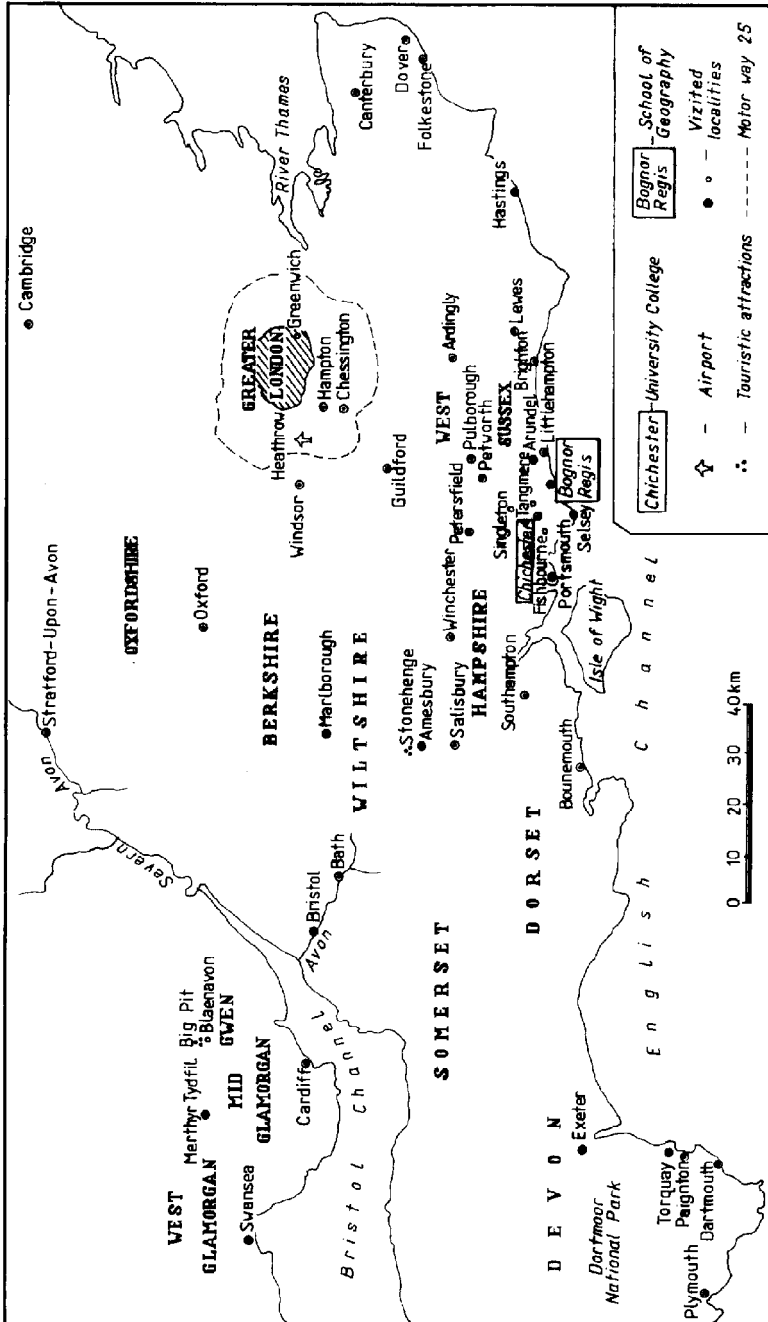 Cambridge
Stratford-Upon-Avon
Avon
OXFORDSHIRE
Oxford
Severn
Merthyr Tydfil
Big Pit
Blaenavon
GWEN
MID
GLAMORGAN
WEST
GLAMORGAN
Swansea
Cardiff
Bristol Channel
Bristol
Avon
Bath
BERKSHIRE
Marlborough
WILTSHIRE
Stonehenge
Amesbury
Salisbury
HAMPSHIRE
Winchester
Southampton
GREATER
LONDON
Heathrow
Windsor
Hampton
Chessington
Greenwich
River Thames
Canterbury
Dover
Folkestone
Hastings
Guildford
WEST
SUSSEX
Ardingly
Pulborough
Petworth
Petersfield
Singleton
Tangmere
Arundel
Brighton
Lewes
Littlehampton
Chichester
Fishbourne
Bognor
Regis
Portsmouth
Selsey
Isle of Wight
Bounemouth
SOMERSET
DORSET
DEVON
Exeter
Dartmoor
National Park
Torquay
Paignton
Dartmouth
Plymouth
English Channel
0 10 20 30 40 km
Chichester - University College
Bognor
Regis - School of
Geography
Airport
Vizited
localities
Touristic attractions
Motor way 25